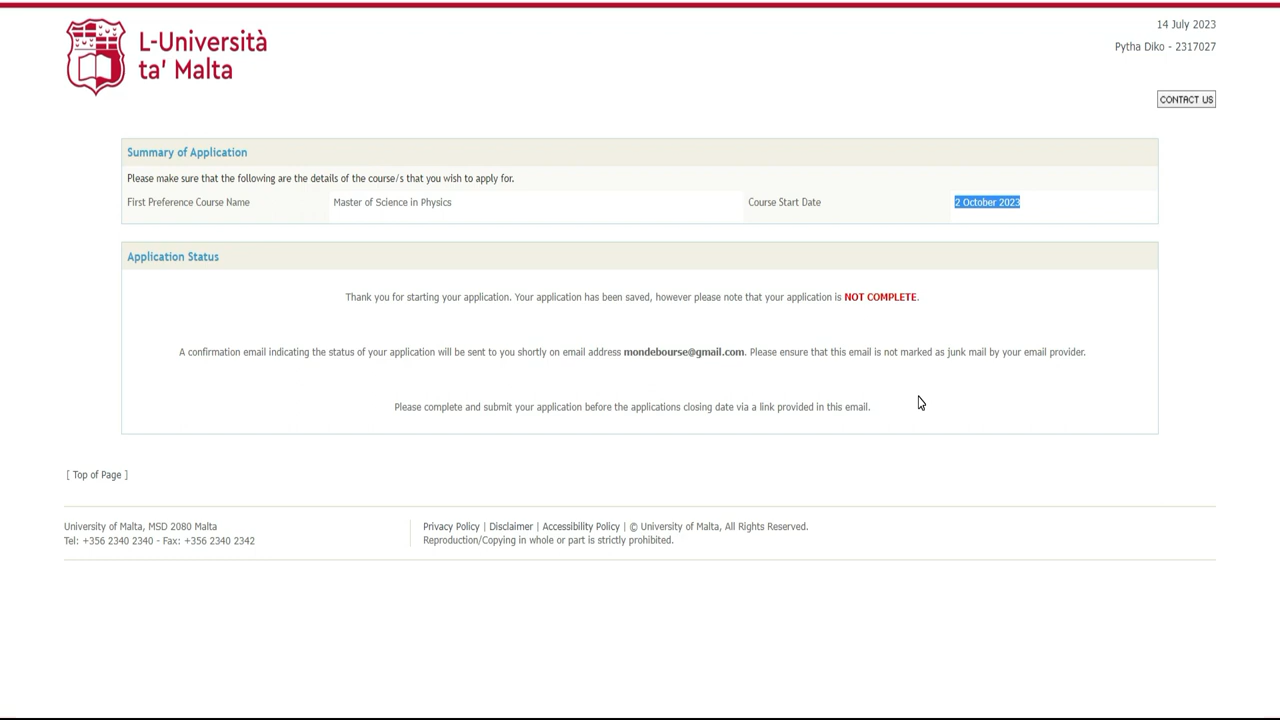 L-Università
ta' Malta
14 July 2023
Pytha Diko - 2317027
CONTACT US
Summary of Application
Please make sure that the following are the details of the course/s that you wish to apply for.
First Preference Course Name Master of Science in Physics Course Start Date 2 October 2023
Application Status
Thank you for starting your application. Your application has been saved, however please note that your application is NOT COMPLETE.
A confirmation email indicating the status of your application will be sent to you shortly on email address mondebourse@gmail.com. Please ensure that this email is not marked as junk mail by your email provider.
Please complete and submit your application before the applications closing date via a link provided in this email.
[ Top of Page ]
University of Malta, MSD 2080 Malta
Tel: +356 2340 2340 - Fax: +356 2340 2342
Privacy Policy | Disclaimer | Accessibility Policy | © University of Malta, All Rights Reserved.
Reproduction/Copying in whole or part is strictly prohibited.